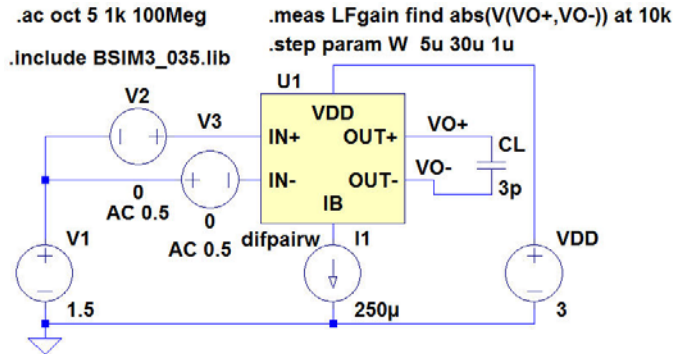 .ac oct 5 1k 100Meg
.meas LFgain find abs(V(VO+,VO-)) at 10k
.include BSIM3_035.lib
.step param W 5u 30u 1u
U1
V2
VDD
V3
VO+
IN+
OUT+
CL
VO-
IN-
OUT-
3p
0
AC 0.5
0
AC 0.5
IB
V1
difpairw
I1
VDD
1.5
250µ
3